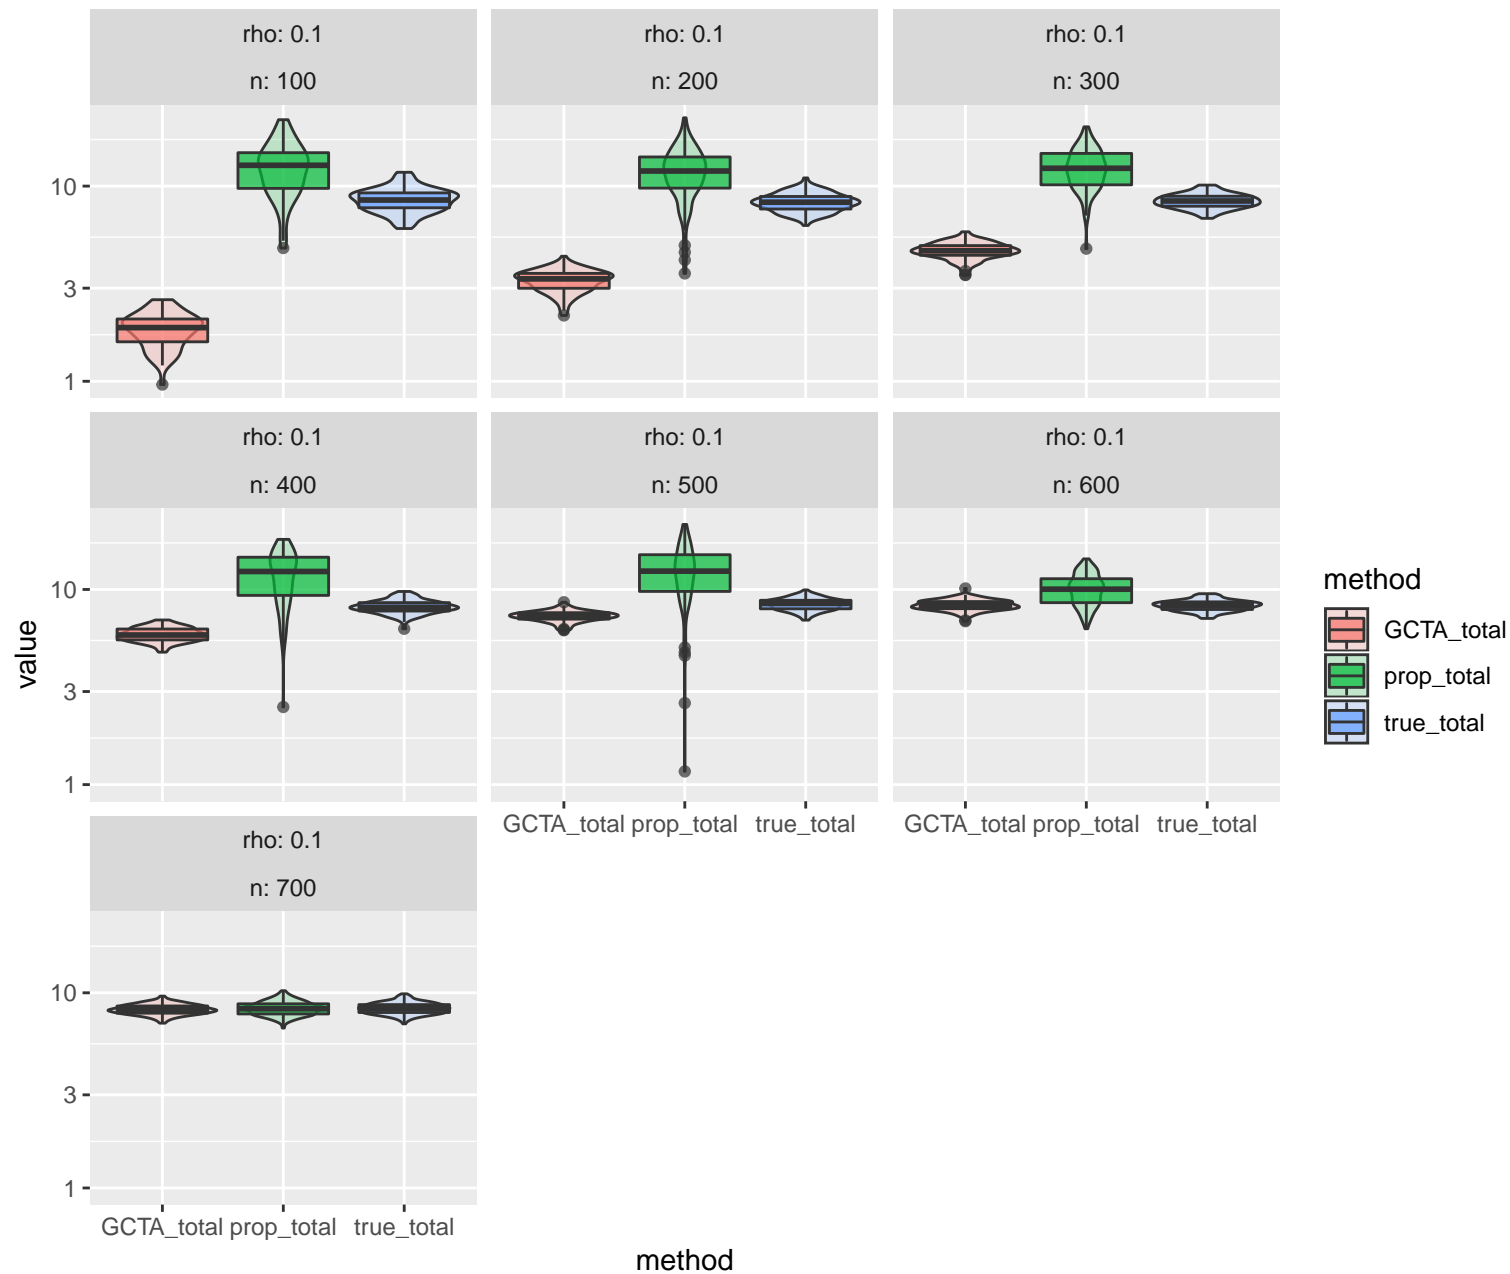 rho: 0.1
rho: 0.1
rho: 0.1
n: 100
n: 200
n: 300
10
3
1
rho: 0.1
rho: 0.1
rho: 0.1
n: 400
n: 500
n: 600
10
3
1
GCTA_total prop_total true_total
GCTA_total prop_total true_total
rho: 0.1
n: 700
10
3
1
GCTA_total prop_total true_total
value
method
method
GCTA_total
prop_total
true_total